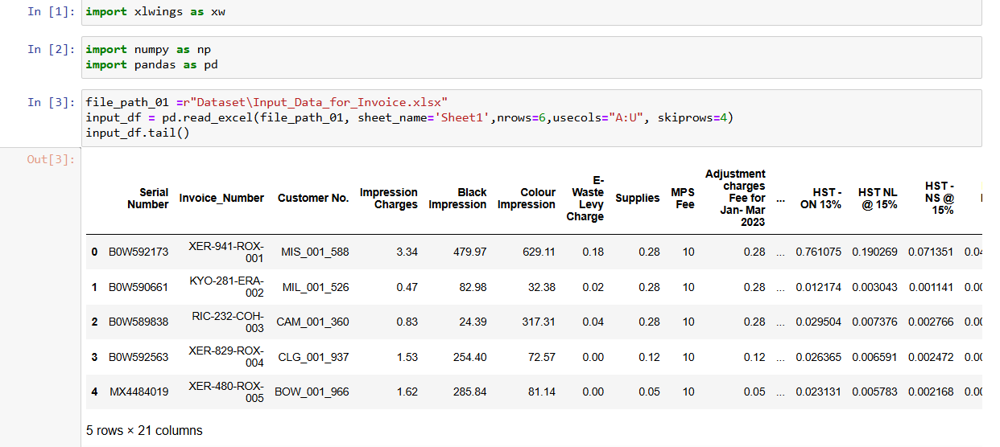 In [1]: import xlwings as xw
In [2]: import numpy as np
import pandas as pd
In [3]: file_path_01 =r"Dataset\Input_Data_for_Invoice.xlsx"
input_df = pd.read_excel(file_path_01, sheet_name='Sheet1',nrows=6,usecols="A:U", skiprows=4)
input_df.tail()
Out[3]:
Serial Number Invoice_Number Customer No. Impression Charges Black Impression Colour Impression E-Waste Levy Charge Supplies MPS Fee Adjustment charges Fee for Jan- Mar 2023 ... HST - ON 13% HST NL @ 15% HST - NS @ 15%
0 B0W592173 XER-941-ROX-001 MIS_001_588 3.34 479.97 629.11 0.18 0.28 10 0.28 ... 0.761075 0.190269 0.071351 0.04
1 B0W590661 KYO-281-ERA-002 MIL_001_526 0.47 82.98 32.38 0.02 0.28 10 0.28 ... 0.012174 0.003043 0.001141 0.00
2 B0W589838 RIC-232-COH-003 CAM_001_360 0.83 24.39 317.31 0.04 0.28 10 0.28 ... 0.029504 0.007376 0.002766 0.00
3 B0W592563 XER-829-ROX-004 CLG_001_937 1.53 254.40 72.57 0.00 0.12 10 0.12 ... 0.026365 0.006591 0.002472 0.00
4 MX4484019 XER-480-ROX-005 BOW_001_966 1.62 285.84 81.14 0.00 0.05 10 0.05 ... 0.023131 0.005783 0.002168 0.00
5 rows × 21 columns